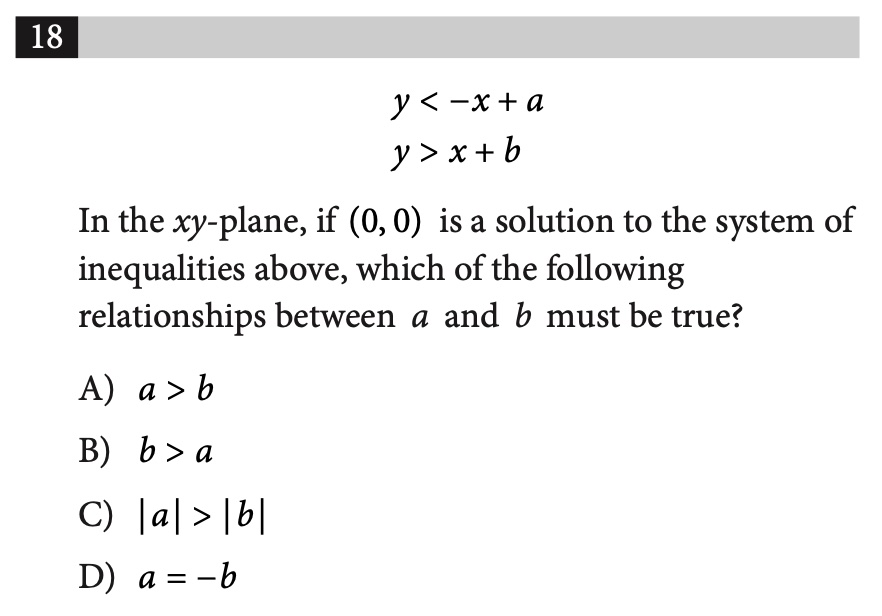 18
y < −x + a
y > x + b
In the xy-plane, if (0, 0) is a solution to the system of
inequalities above, which of the following
relationships between a and b must be true?
A) a > b
B) b > a
C) |a| > |b|
D) a = −b